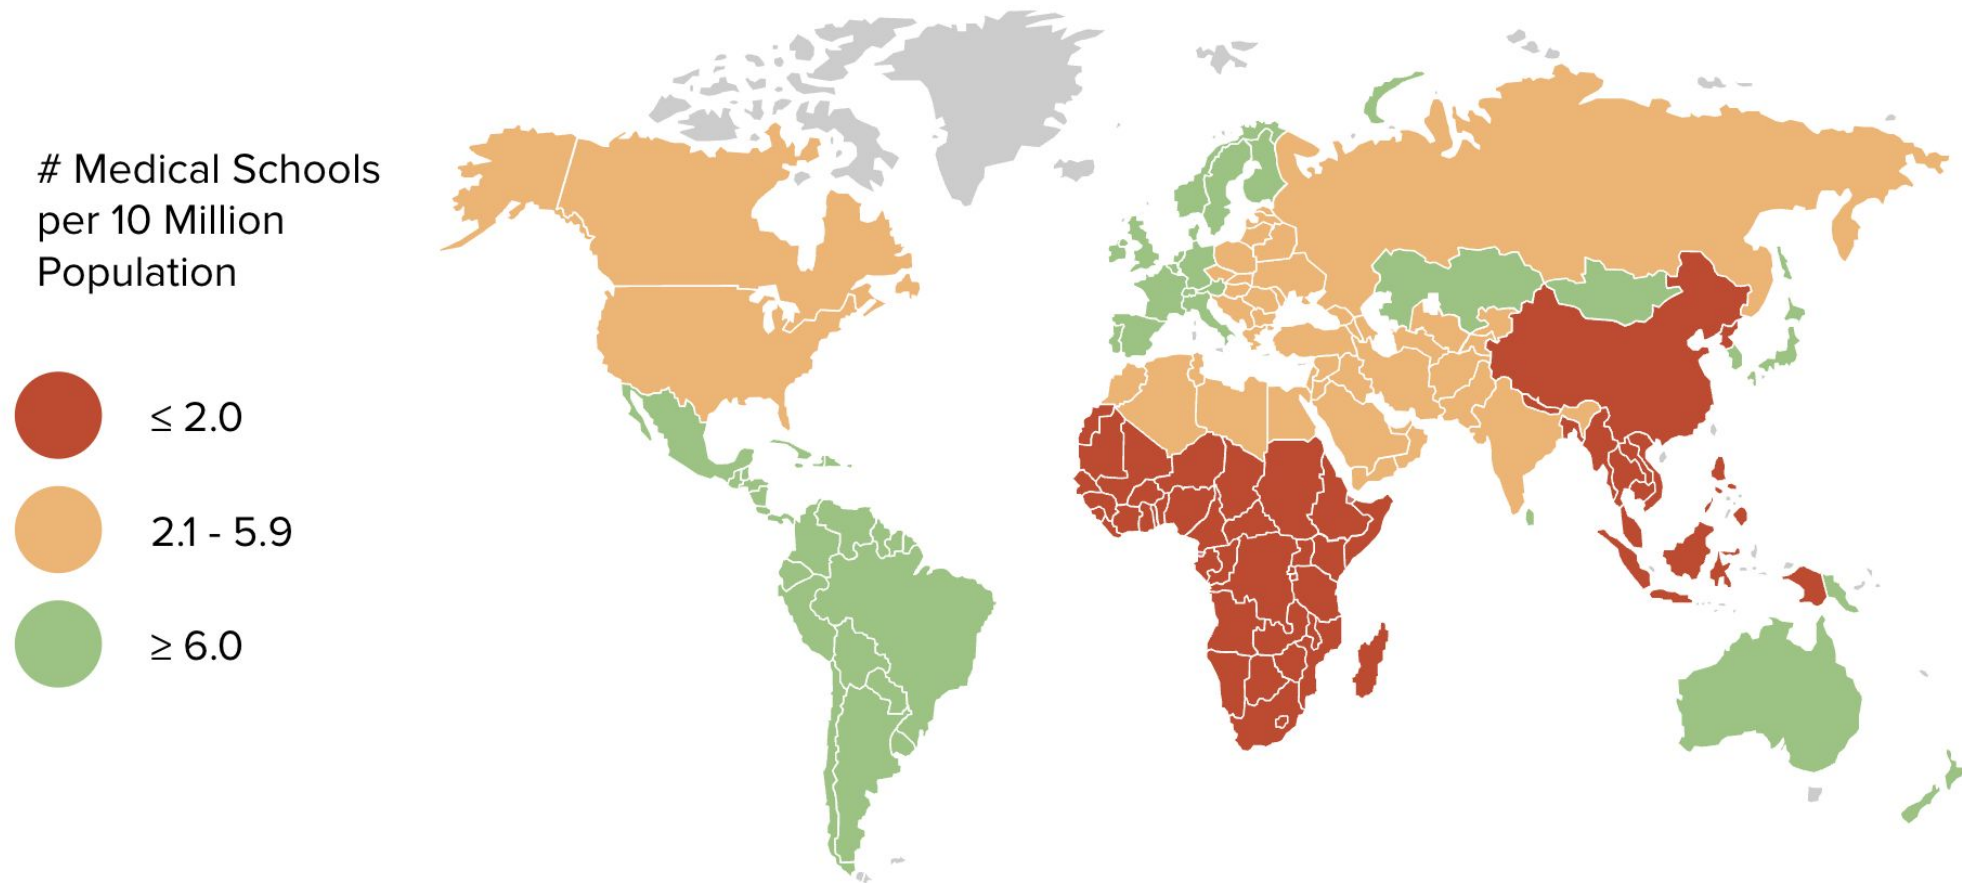 # Medical Schools
per 10 Million
Population
≤ 2.0
2.1 - 5.9
≥ 6.0